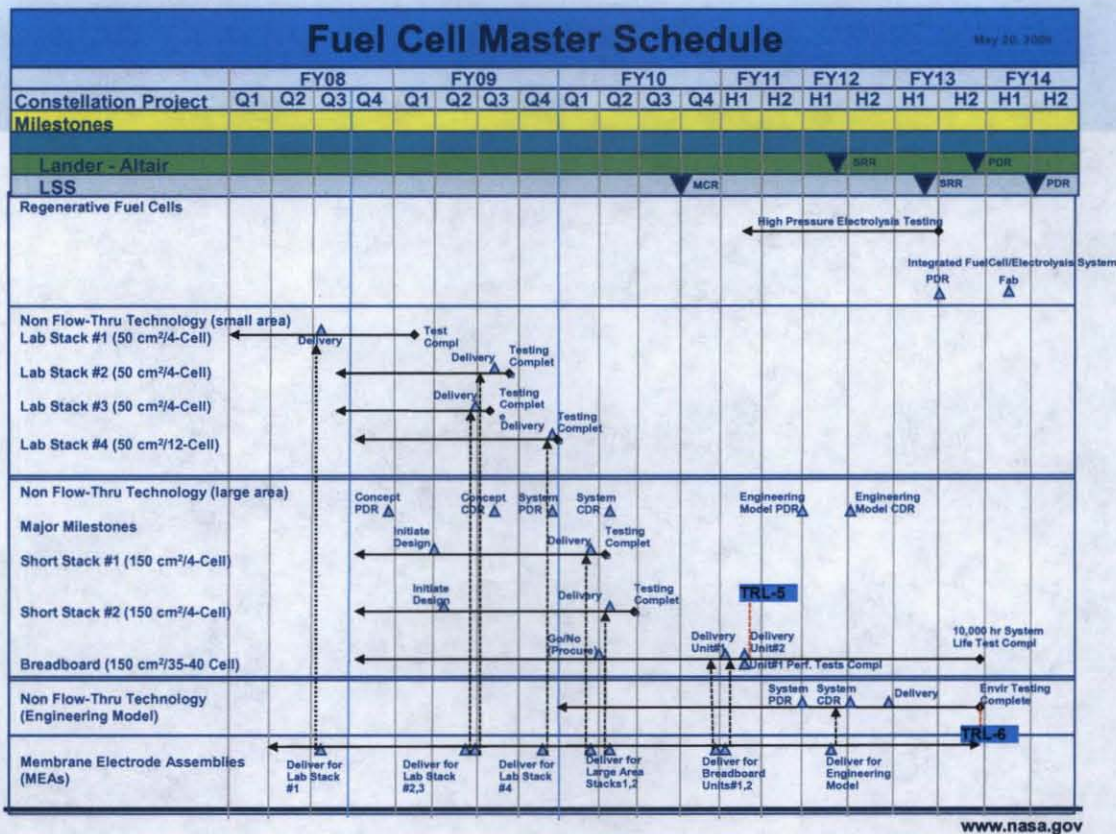 Fuel Cell Master Schedule
May 20, 2008
FY08 FY09 FY10 FY11 FY12 FY13 FY14
Constellation Project Q1 Q2 Q3 Q4 Q1 Q2 Q3 Q4 Q1 Q2 Q3 Q4 H1 H2 H1 H2 H1 H2 H1 H2
Milestones
Lander - Altair SRR PDR
LSS MCR SRR PDR
Regenerative Fuel Cells
High Pressure Electrolysis Testing
Integrated FuelCell/Electrolysis System
PDR Fab
Non Flow-Thru Technology (small area)
Lab Stack #1 (50 cm²/4-Cell)
Delivery
Test
Compl
Lab Stack #2 (50 cm²/4-Cell)
Delivery
Testing
Complet
Lab Stack #3 (50 cm²/4-Cell)
Delivery
Testing
Complet
Lab Stack #4 (50 cm²/12-Cell)
Delivery
Testing
Complet
Non Flow-Thru Technology (large area)
Major Milestones
Concept
PDR
Concept
CDR
System
PDR
System
CDR
Engineering
Model PDR
Engineering
Model CDR
Short Stack #1 (150 cm²/4-Cell)
Initiate
Design
Delivery
Testing
Complet
Short Stack #2 (150 cm²/4-Cell)
Initiate
Design
Delivery
Testing
Complet
TRL-5
Breadboard (150 cm²/35-40 Cell)
Go/No
(Procure)
Delivery
Unit#1
Delivery
Unit#2
Unit#1 Perf. Tests Compl
10,000 hr System
Life Test Compl
Non Flow-Thru Technology
(Engineering Model)
System
PDR
System
CDR
Delivery
Envir Testing
Complete
TRL-6
Membrane Electrode Assemblies
(MEAs)
Deliver for
Lab Stack
#1
Deliver for
Lab Stack
#2,3
Deliver for
Lab Stack
#4
Deliver for
Large Area
Stacks1,2
Deliver for
Breadboard
Units#1,2
Deliver for
Engineering
Model
www.nasa.gov